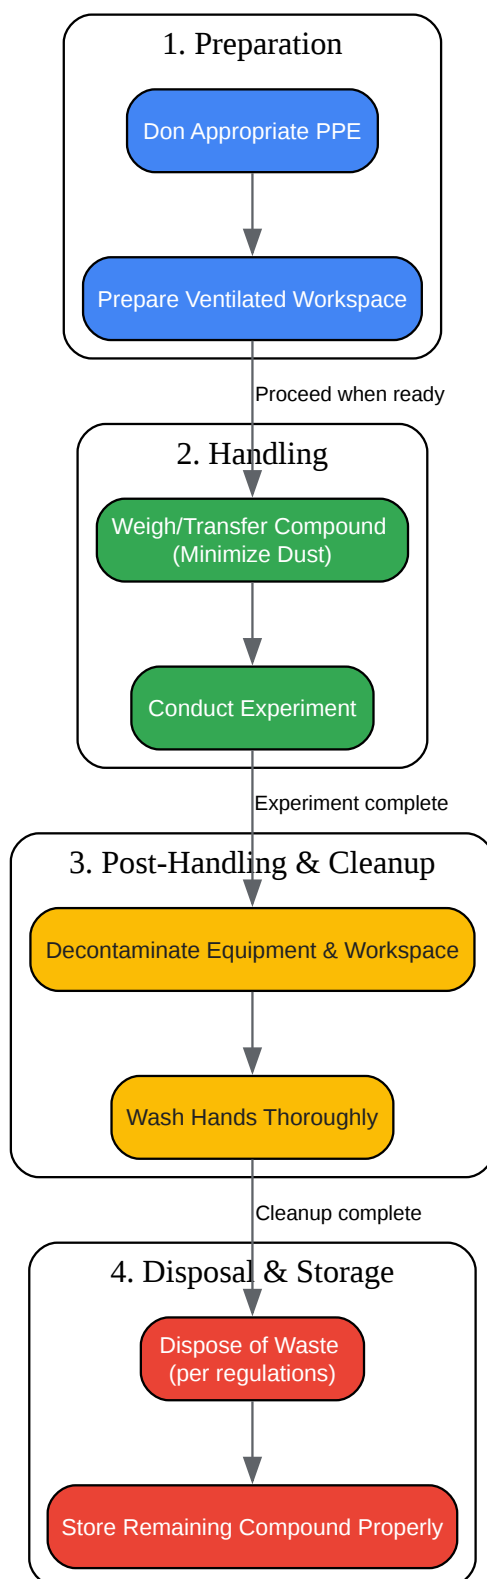 1. Preparation
Don Appropriate PPE
Prepare Ventilated Workspace
Proceed when ready
2. Handling
Weigh/Transfer Compound
(Minimize Dust)
Conduct Experiment
Experiment complete
3. Post-Handling & Cleanup
Decontaminate Equipment & Workspace
Wash Hands Thoroughly
Cleanup complete
4. Disposal & Storage
Dispose of Waste
(per regulations)
Store Remaining Compound Properly